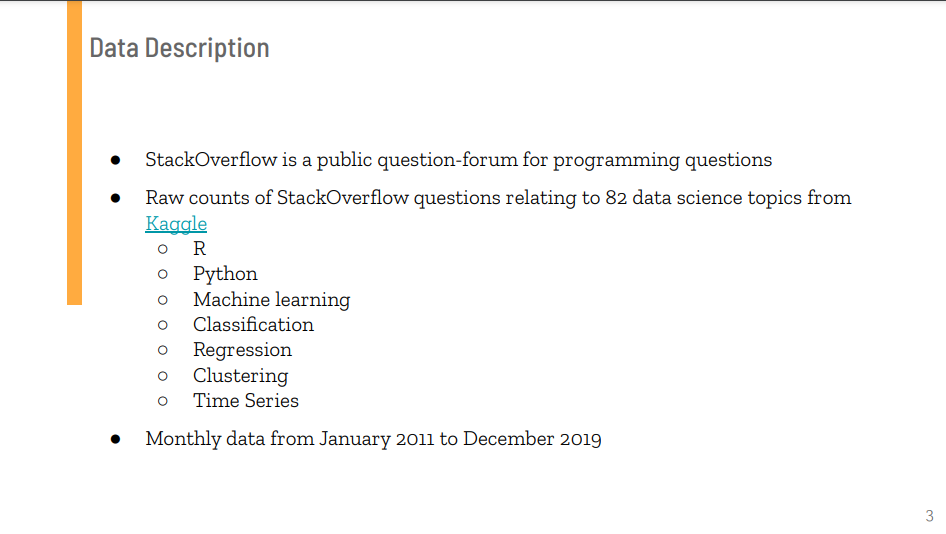 Data Description
● StackOverflow is a public question-forum for programming questions
● Raw counts of StackOverflow questions relating to 82 data science topics from
Kaggle
○ R
○ Python
○ Machine learning
○ Classification
○ Regression
○ Clustering
○ Time Series
● Monthly data from January 2011 to December 2019
3